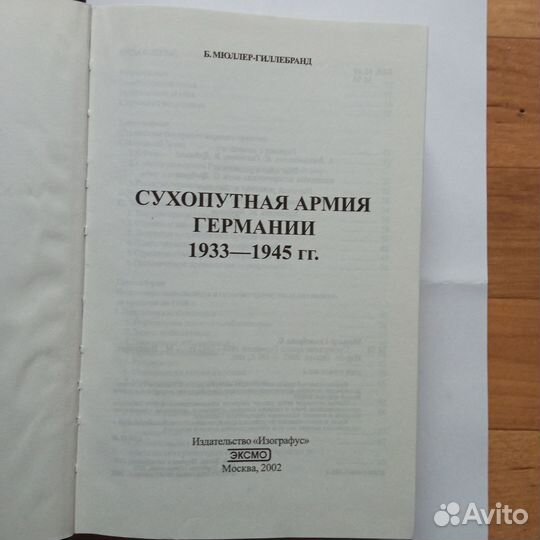 Б. МЮЛЛЕР-ГИЛЛЕБРАНД
СУХОПУТНАЯ АРМИЯ
ГЕРМАНИИ
1933—1945 гг.
Издательство «Изографус»
ЭКСМО
Москва, 2002
Avito